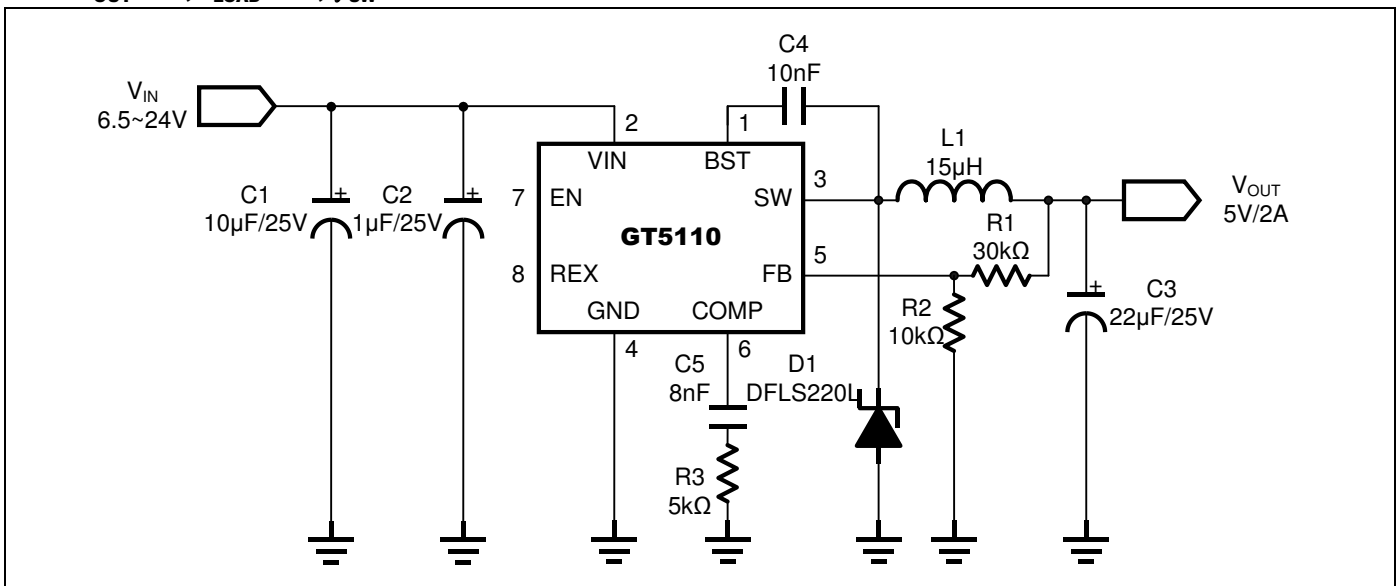 C4
10nF
V_IN
6.5~24V
2
1
VIN
BST
L1
15µH
C1
10µF/25V
C2
1µF/25V
7
EN
SW
3
V_OUT
5V/2A
GT5110
R1
30kΩ
8
REX
FB
5
GND
COMP
R2
10kΩ
C3
22µF/25V
4
6
C5
8nF
D1
DFLS220L
R3
5kΩ